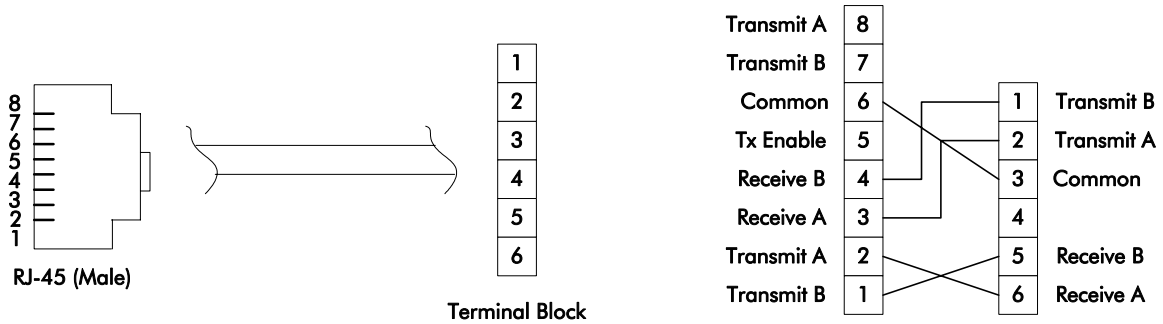 8
7
6
5
4
3
2
1
RJ-45 (Male)
1
2
3
4
5
6
Terminal Block
Transmit A 8
Transmit B 7
Common 6
Tx Enable 5
Receive B 4
Receive A 3
Transmit A 2
Transmit B 1
1 Transmit B
2 Transmit A
3 Common
4
5 Receive B
6 Receive A